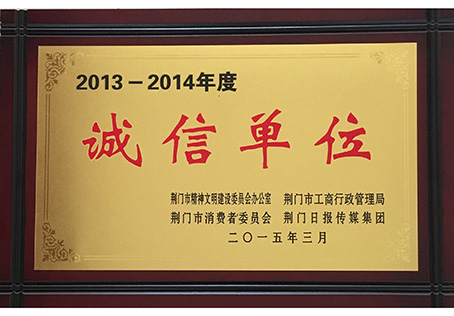 2013－2014年度
诚信单位
荆门市精神文明建设委员会办公室 荆门市工商行政管理局
荆门市消费者委员会 荆门日报传媒集团
二〇一五年三月